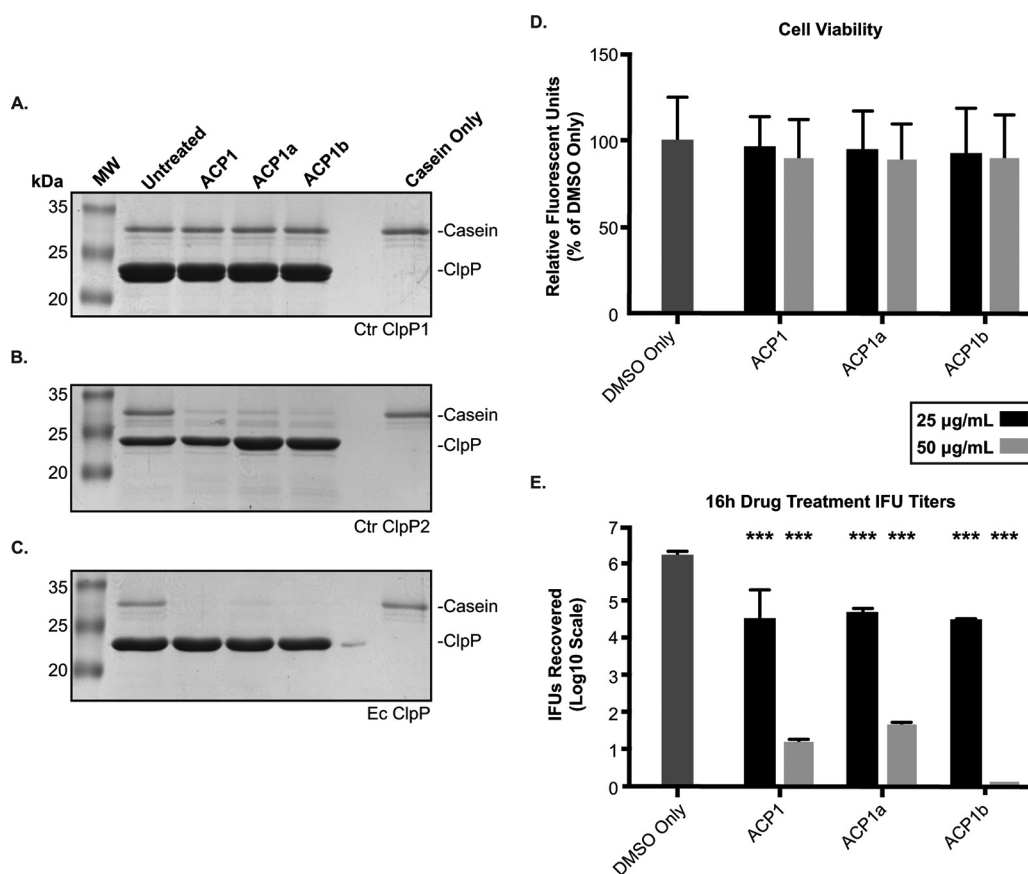 A.
kDa
MW
Untreated
ACP1
ACP1a
ACP1b
Casein Only
35
25
20
-Casein
-ClpP
Ctr ClpP1
B.
35
25
20
-Casein
-ClpP
Ctr ClpP2
C.
35
25
20
-Casein
-ClpP
Ec ClpP
D.
Cell Viability
Relative Fluorescent Units
(% of DMSO Only)
150
100
50
0
DMSO Only
ACP1
ACP1a
ACP1b
25 µg/mL
50 µg/mL
E.
16h Drug Treatment IFU Titers
IFUs Recovered
(Log10 Scale)
7
6
5
4
2
1
0
*** *** *** *** *** ***
DMSO Only
ACP1
ACP1a
ACP1b